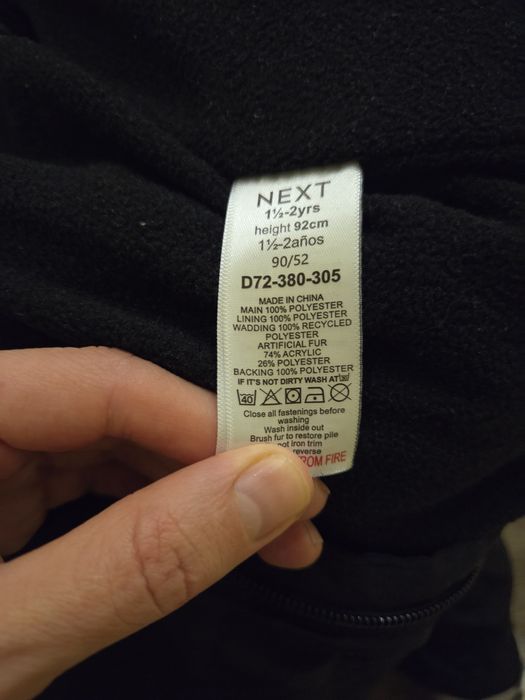 NEXT
1½-2yrs
height 92cm
1½-2años
90/52
D72-380-305
MADE IN CHINA
MAIN 100% POLYESTER
LINING 100% POLYESTER
WADDING 100% RECYCLED
POLYESTER
ARTIFICIAL FUR
74% ACRYLIC
26% POLYESTER
BACKING 100% POLYESTER
IF IT'S NOT DIRTY WASH AT
40
Close all fastenings before
washing
Wash inside out
Brush fur to restore pile
not iron trim
reverse
FROM FIRE